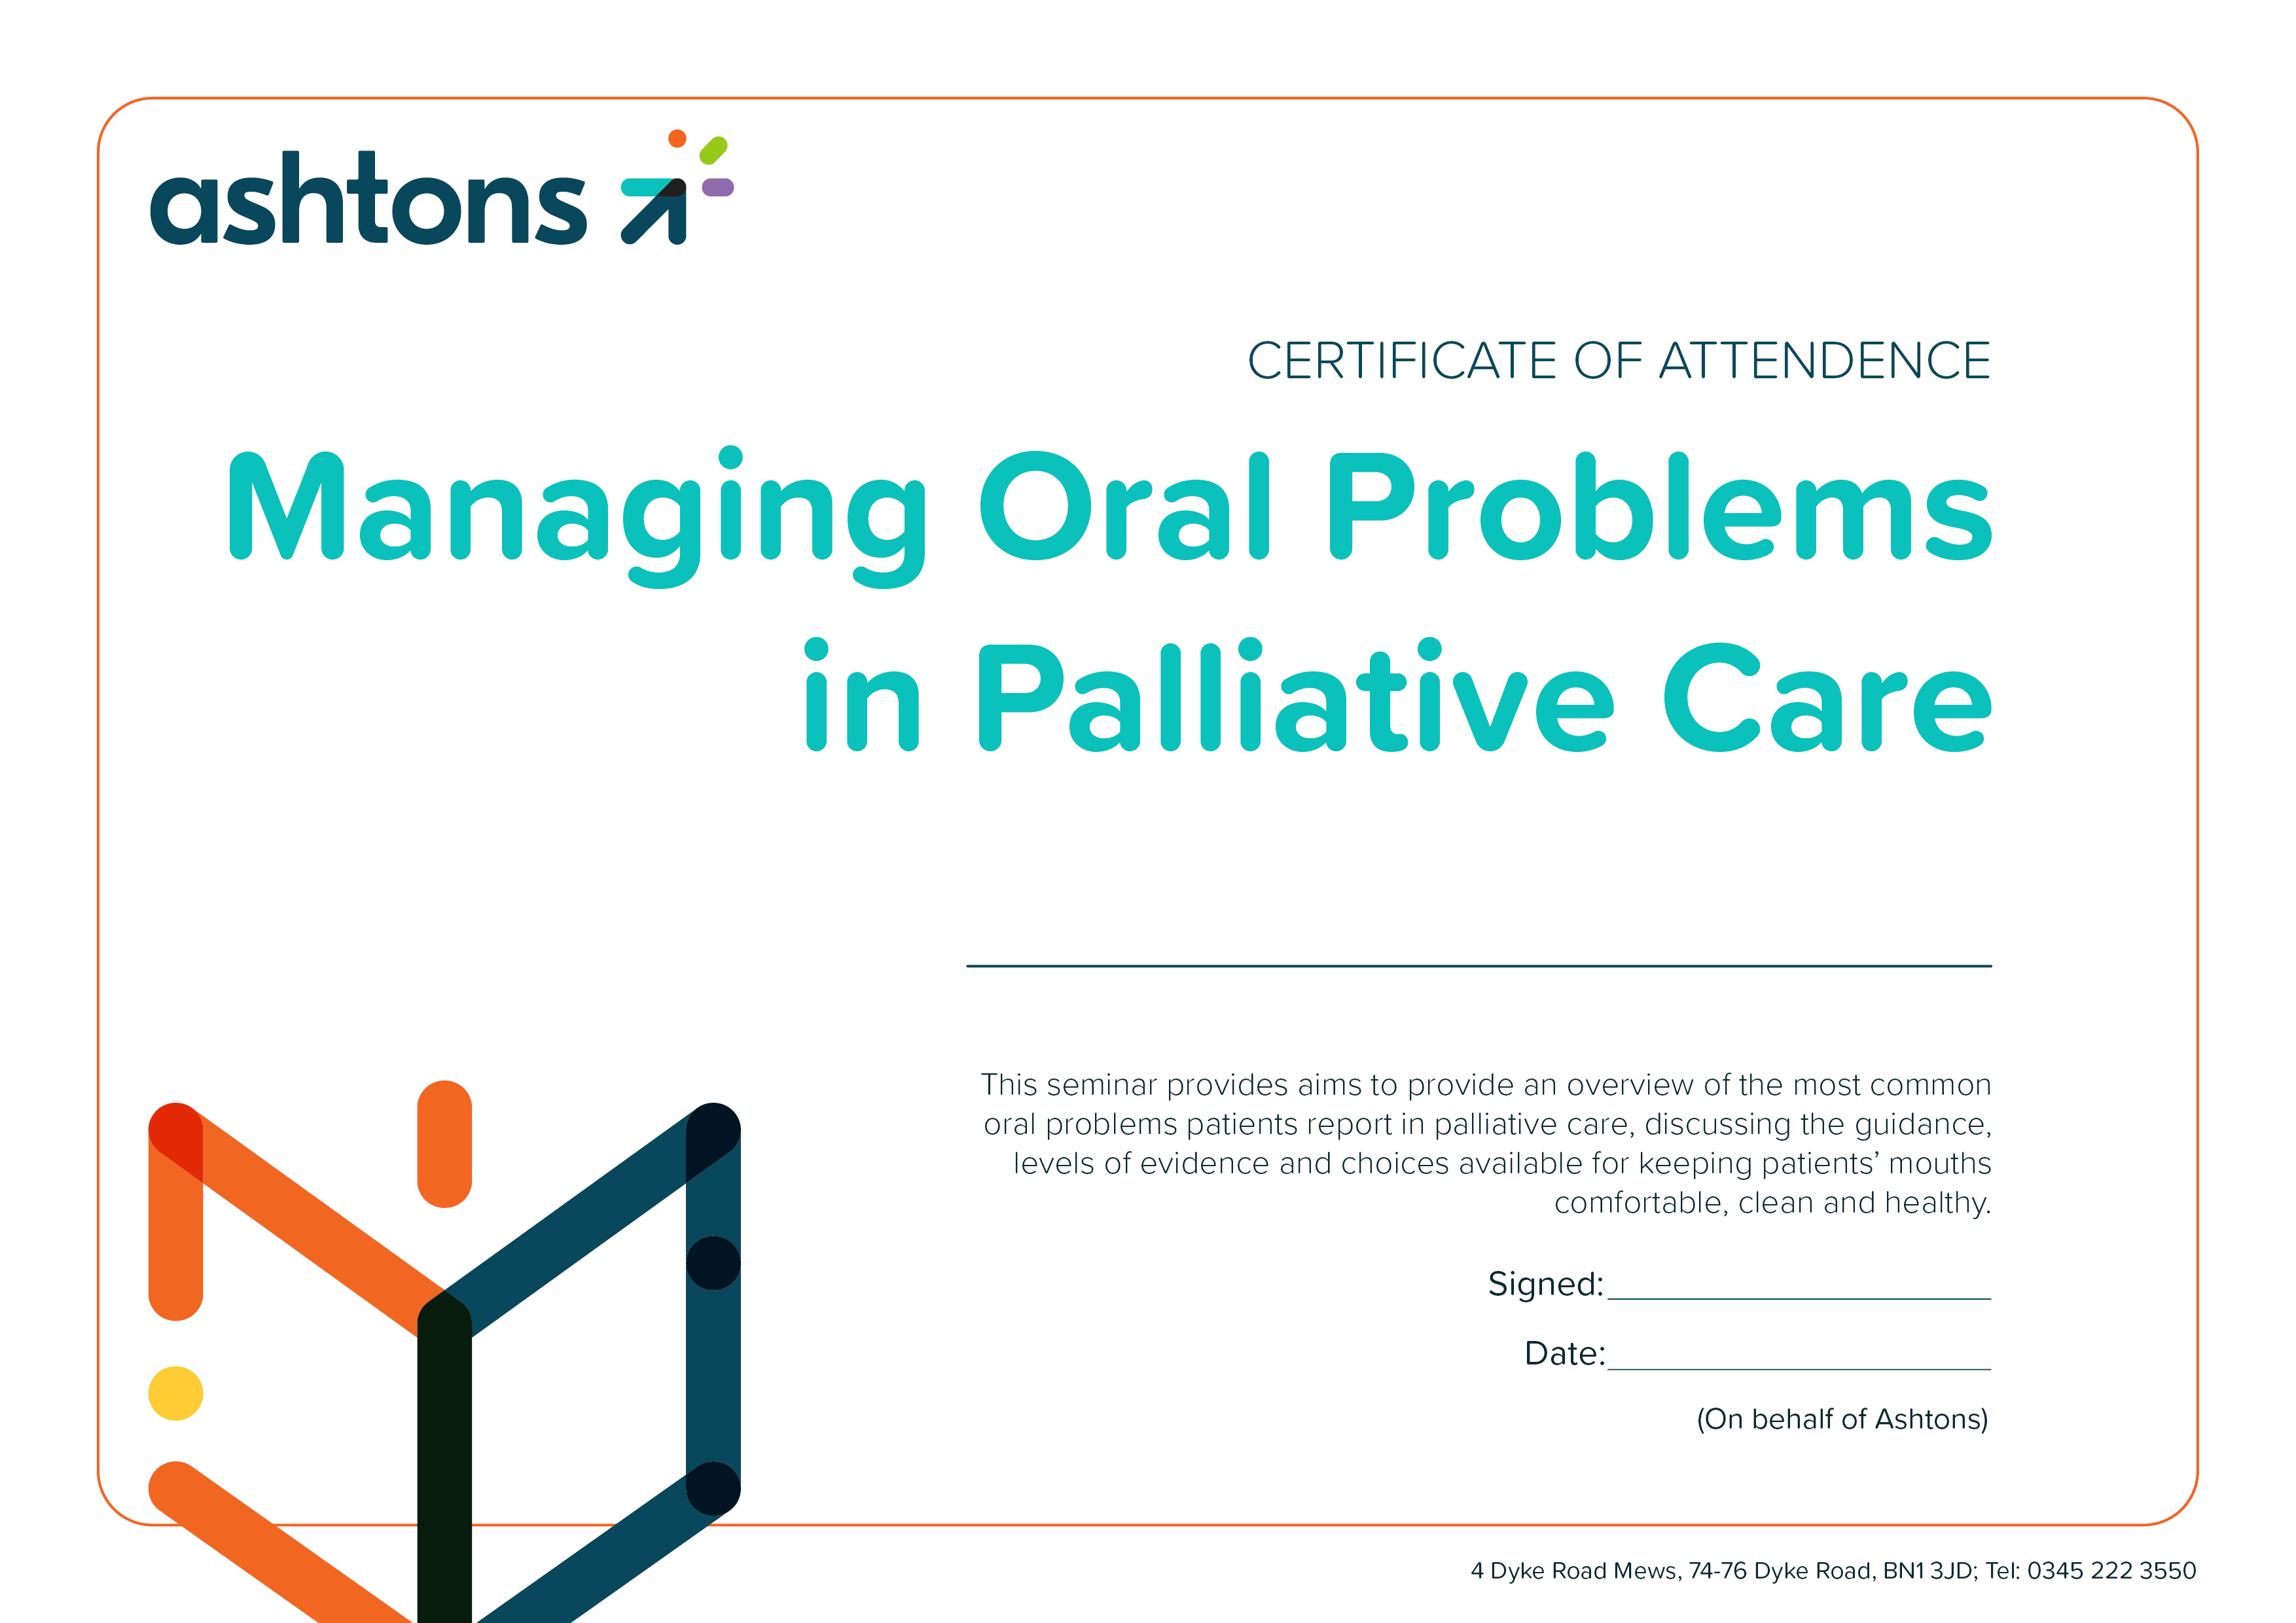 ashtons
CERTIFICATE OF ATTENDENCE
Managing Oral Problems
in Palliative Care
This seminar provides aims to provide an overview of the most common
oral problems patients report in palliative care, discussing the guidance,
levels of evidence and choices available for keeping patients’ mouths
comfortable, clean and healthy.
Signed:
Date:
(On behalf of Ashtons)
4 Dyke Road Mews, 74-76 Dyke Road, BN1 3JD; Tel: 0345 222 3550